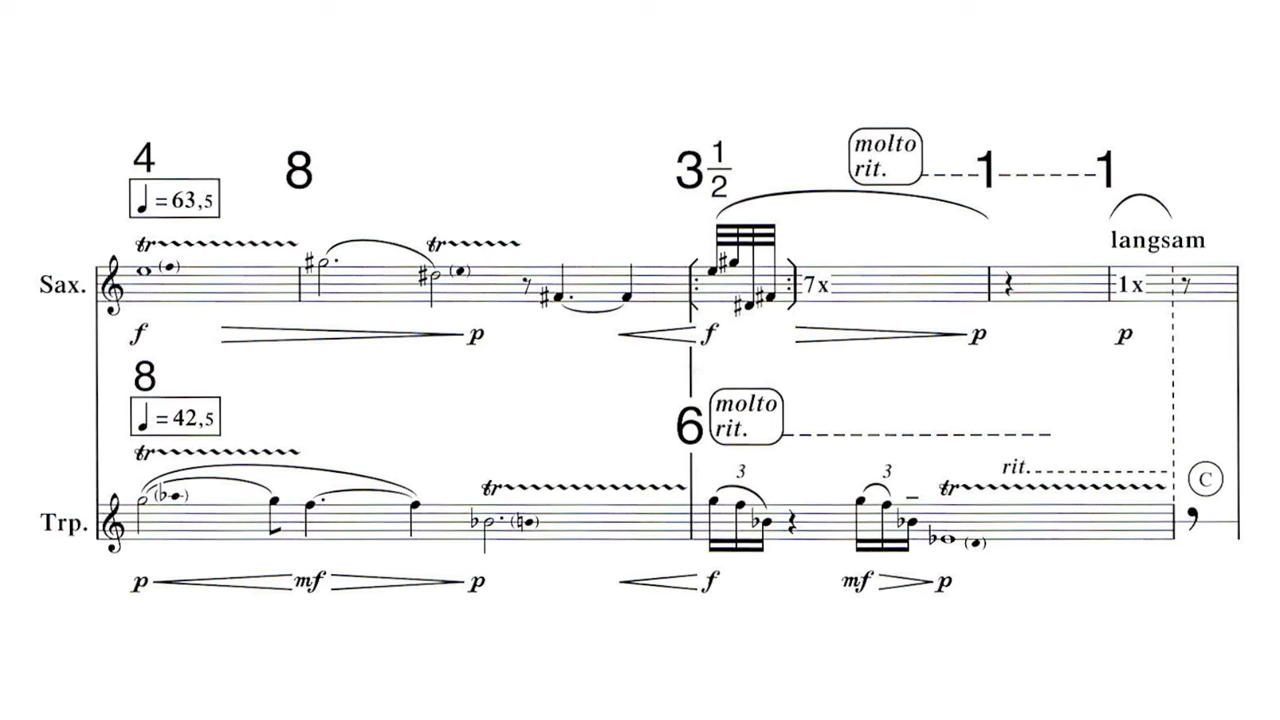 4
8
3 1/2
molto
rit.
1
1
♩ = 63,5
tr
tr
langsam
Sax.
7x
1x
f
p
f
p
p
8
♩ = 42,5
6
molto
rit.
tr
tr
3
3
rit.
tr
C
Trp.
p
mf
p
f
mf
p